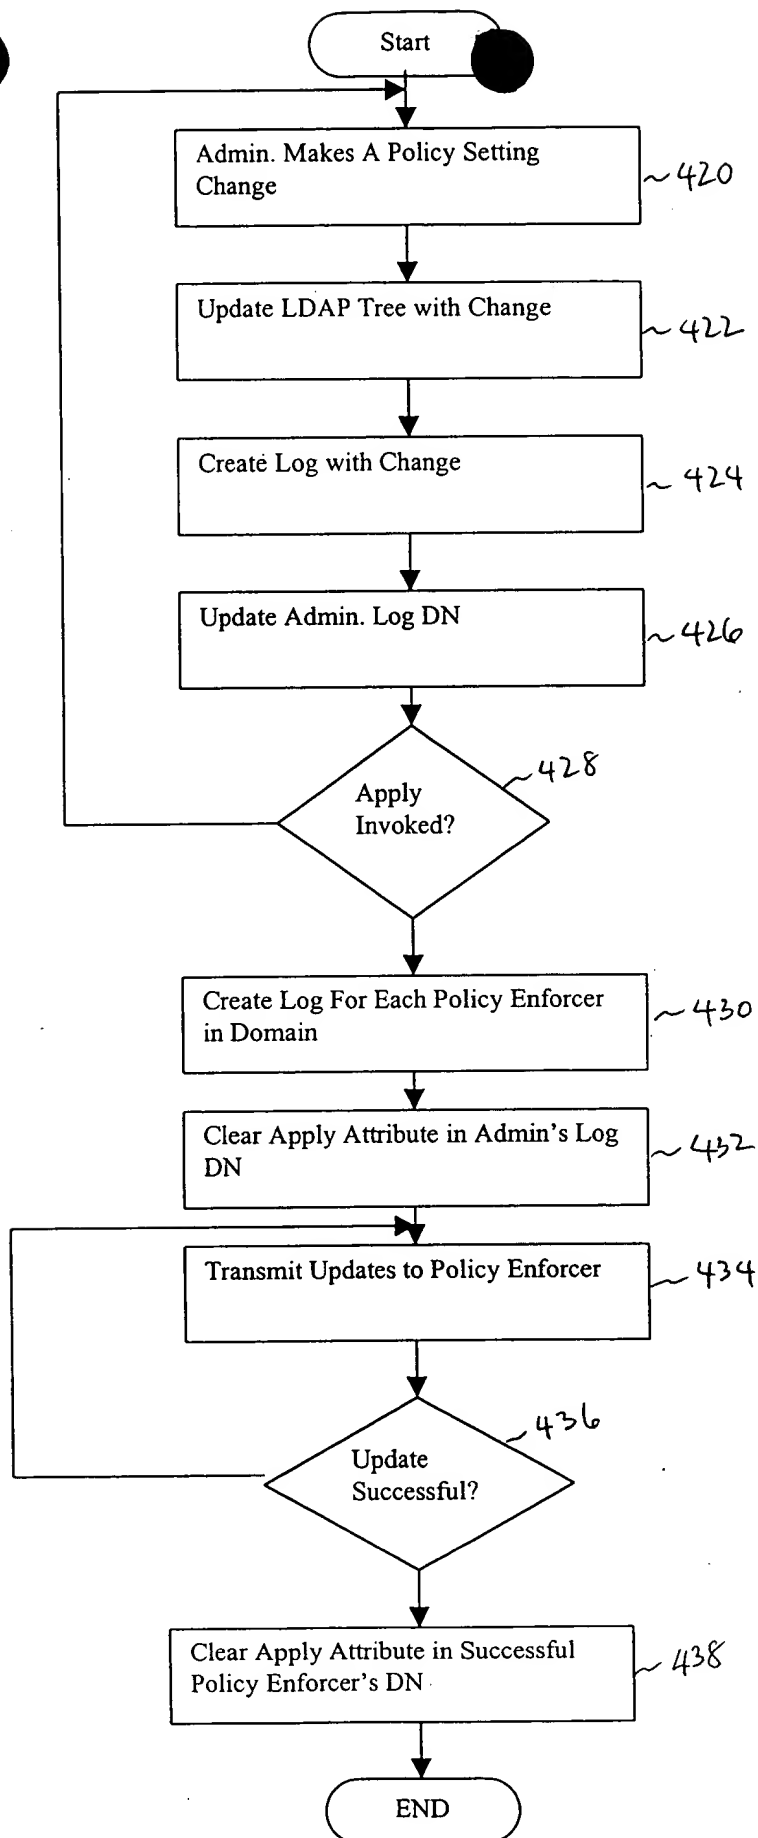 Start
Admin. Makes A Policy Setting
Change
~420
Update LDAP Tree with Change
~422
Create Log with Change
~424
Update Admin. Log DN
~426
Apply
Invoked?
~428
Create Log For Each Policy Enforcer
in Domain
~430
Clear Apply Attribute in Admin's Log
DN
~432
Transmit Updates to Policy Enforcer
~434
Update
Successful?
~436
Clear Apply Attribute in Successful
Policy Enforcer's DN
~438
END